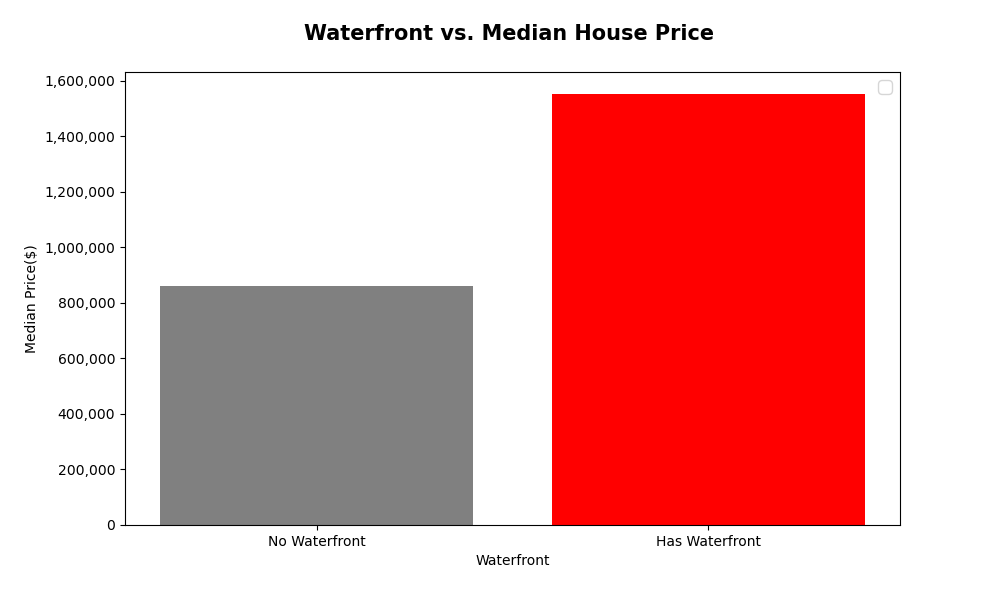 Waterfront vs. Median House Price
1,600,000
1,400,000
1,200,000
1,000,000
800,000
600,000
400,000
200,000
0
Median Price($)
No Waterfront
Has Waterfront
Waterfront